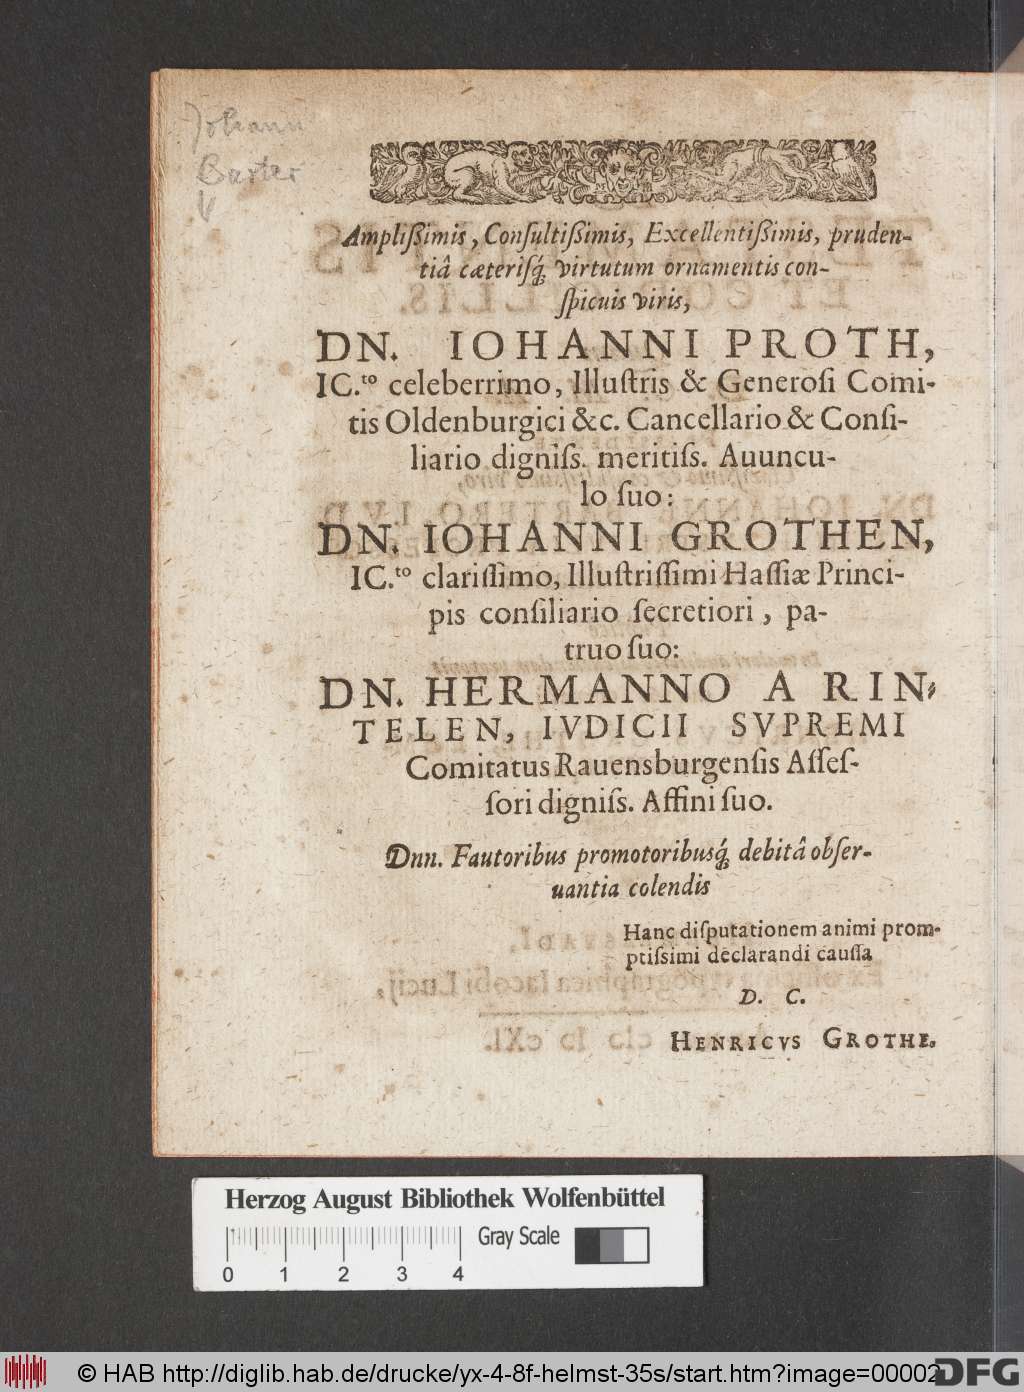 Johann
Barter
Ampliſsimis, Conſultiſsimis, Excellentiſsimis, pruden-
tiâ cæteriſq́; virtutum ornamentis con-
ſpicuis viris,
DN. IOHANNI PROTH,
IC.to celeberrimo, Illuſtris & Generoſi Comi-
tis Oldenburgici &c. Cancellario & Conſi-
liario digniſs. meritiſs. Auuncu-
lo ſuo:
DN. IOHANNI GROTHEN,
IC.to clariſſimo, Illuſtriſſimi Haſſiæ Princi-
pis conſiliario ſecretiori, pa-
truo ſuo:
DN. HERMANNO A RIN-
TELEN, IVDICII SVPREMI
Comitatus Rauensburgenſis Aſſeſ-
ſori digniſs. Affini ſuo.
Dnn. Fautoribus promotoribusq́; debitâ obſer-
uantia colendis
Hanc diſputationem animi prom-
ptiſsimi declarandi cauſſa
D. C.
HENRICVS GROTHE.
Herzog August Bibliothek Wolfenbüttel
Gray Scale
0 1 2 3 4
© HAB http://diglib.hab.de/drucke/yx-4-8f-helmst-35s/start.htm?image=00002
DFG